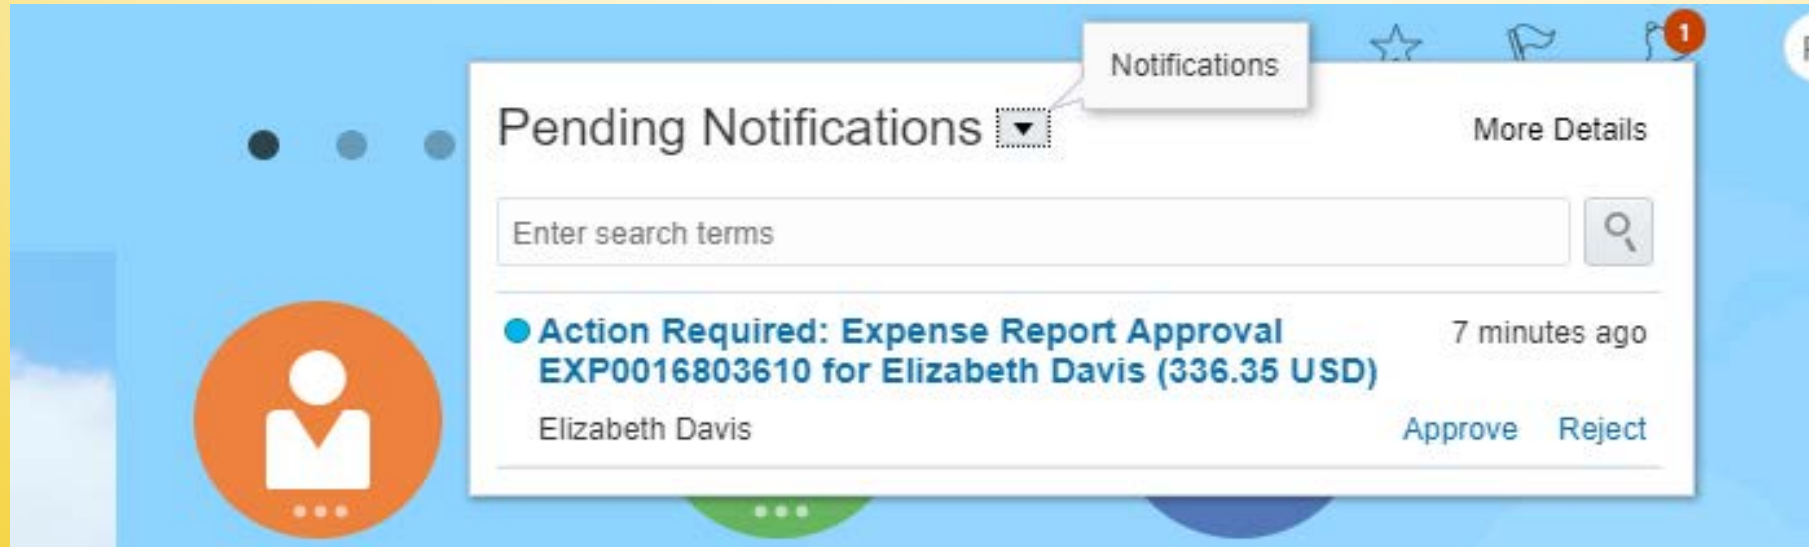 Notifications
1
Pending Notifications
More Details
Enter search terms
Action Required: Expense Report Approval
7 minutes ago
EXP0016803610 for Elizabeth Davis (336.35 USD)
Elizabeth Davis
Approve Reject